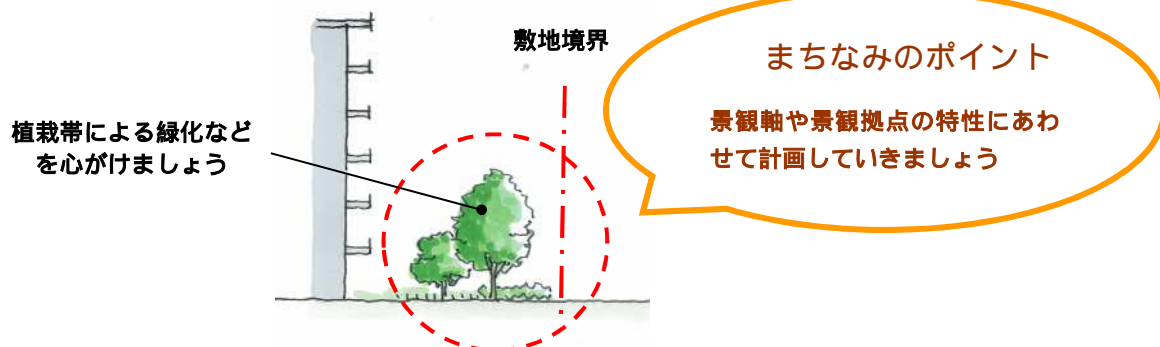 敷地境界
まちなみのポイント
景観軸や景観拠点の特性にあわ
せて計画していきましょう
植栽帯による緑化など
を心がけましょう